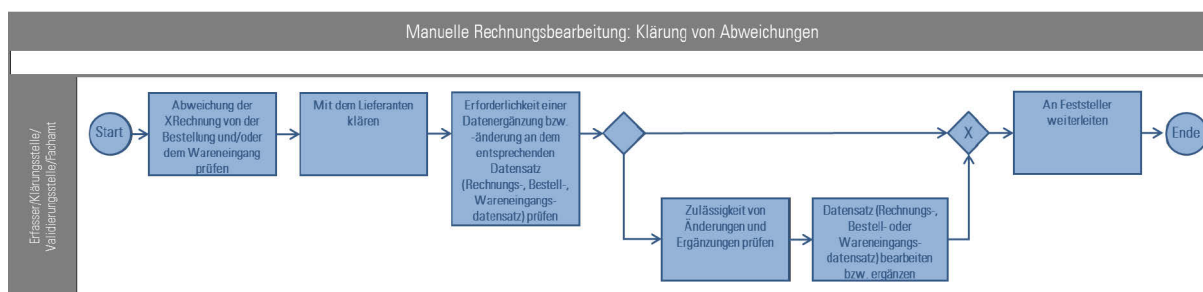 Manuelle Rechnungsbearbeitung: Klärung von Abweichungen
Erfasser/Klärungsstelle/
Validierungsstelle/Fachamt
Start
Abweichung der
XRechnung von der
Bestellung und/oder
dem Wareneingang
prüfen
Mit dem Lieferanten
klären
Erforderlichkeit einer
Datenergänzung bzw.
-änderung an dem
entsprechenden
Datensatz
(Rechnungs-, Bestell-,
Wareneingangs-
datensatz) prüfen
Zulässigkeit von
Änderungen und
Ergänzungen prüfen
Datensatz (Rechnungs-,
Bestell- oder
Wareneingangs-
datensatz) bearbeiten
bzw. ergänzen
X
An Feststeller
weiterleiten
Ende